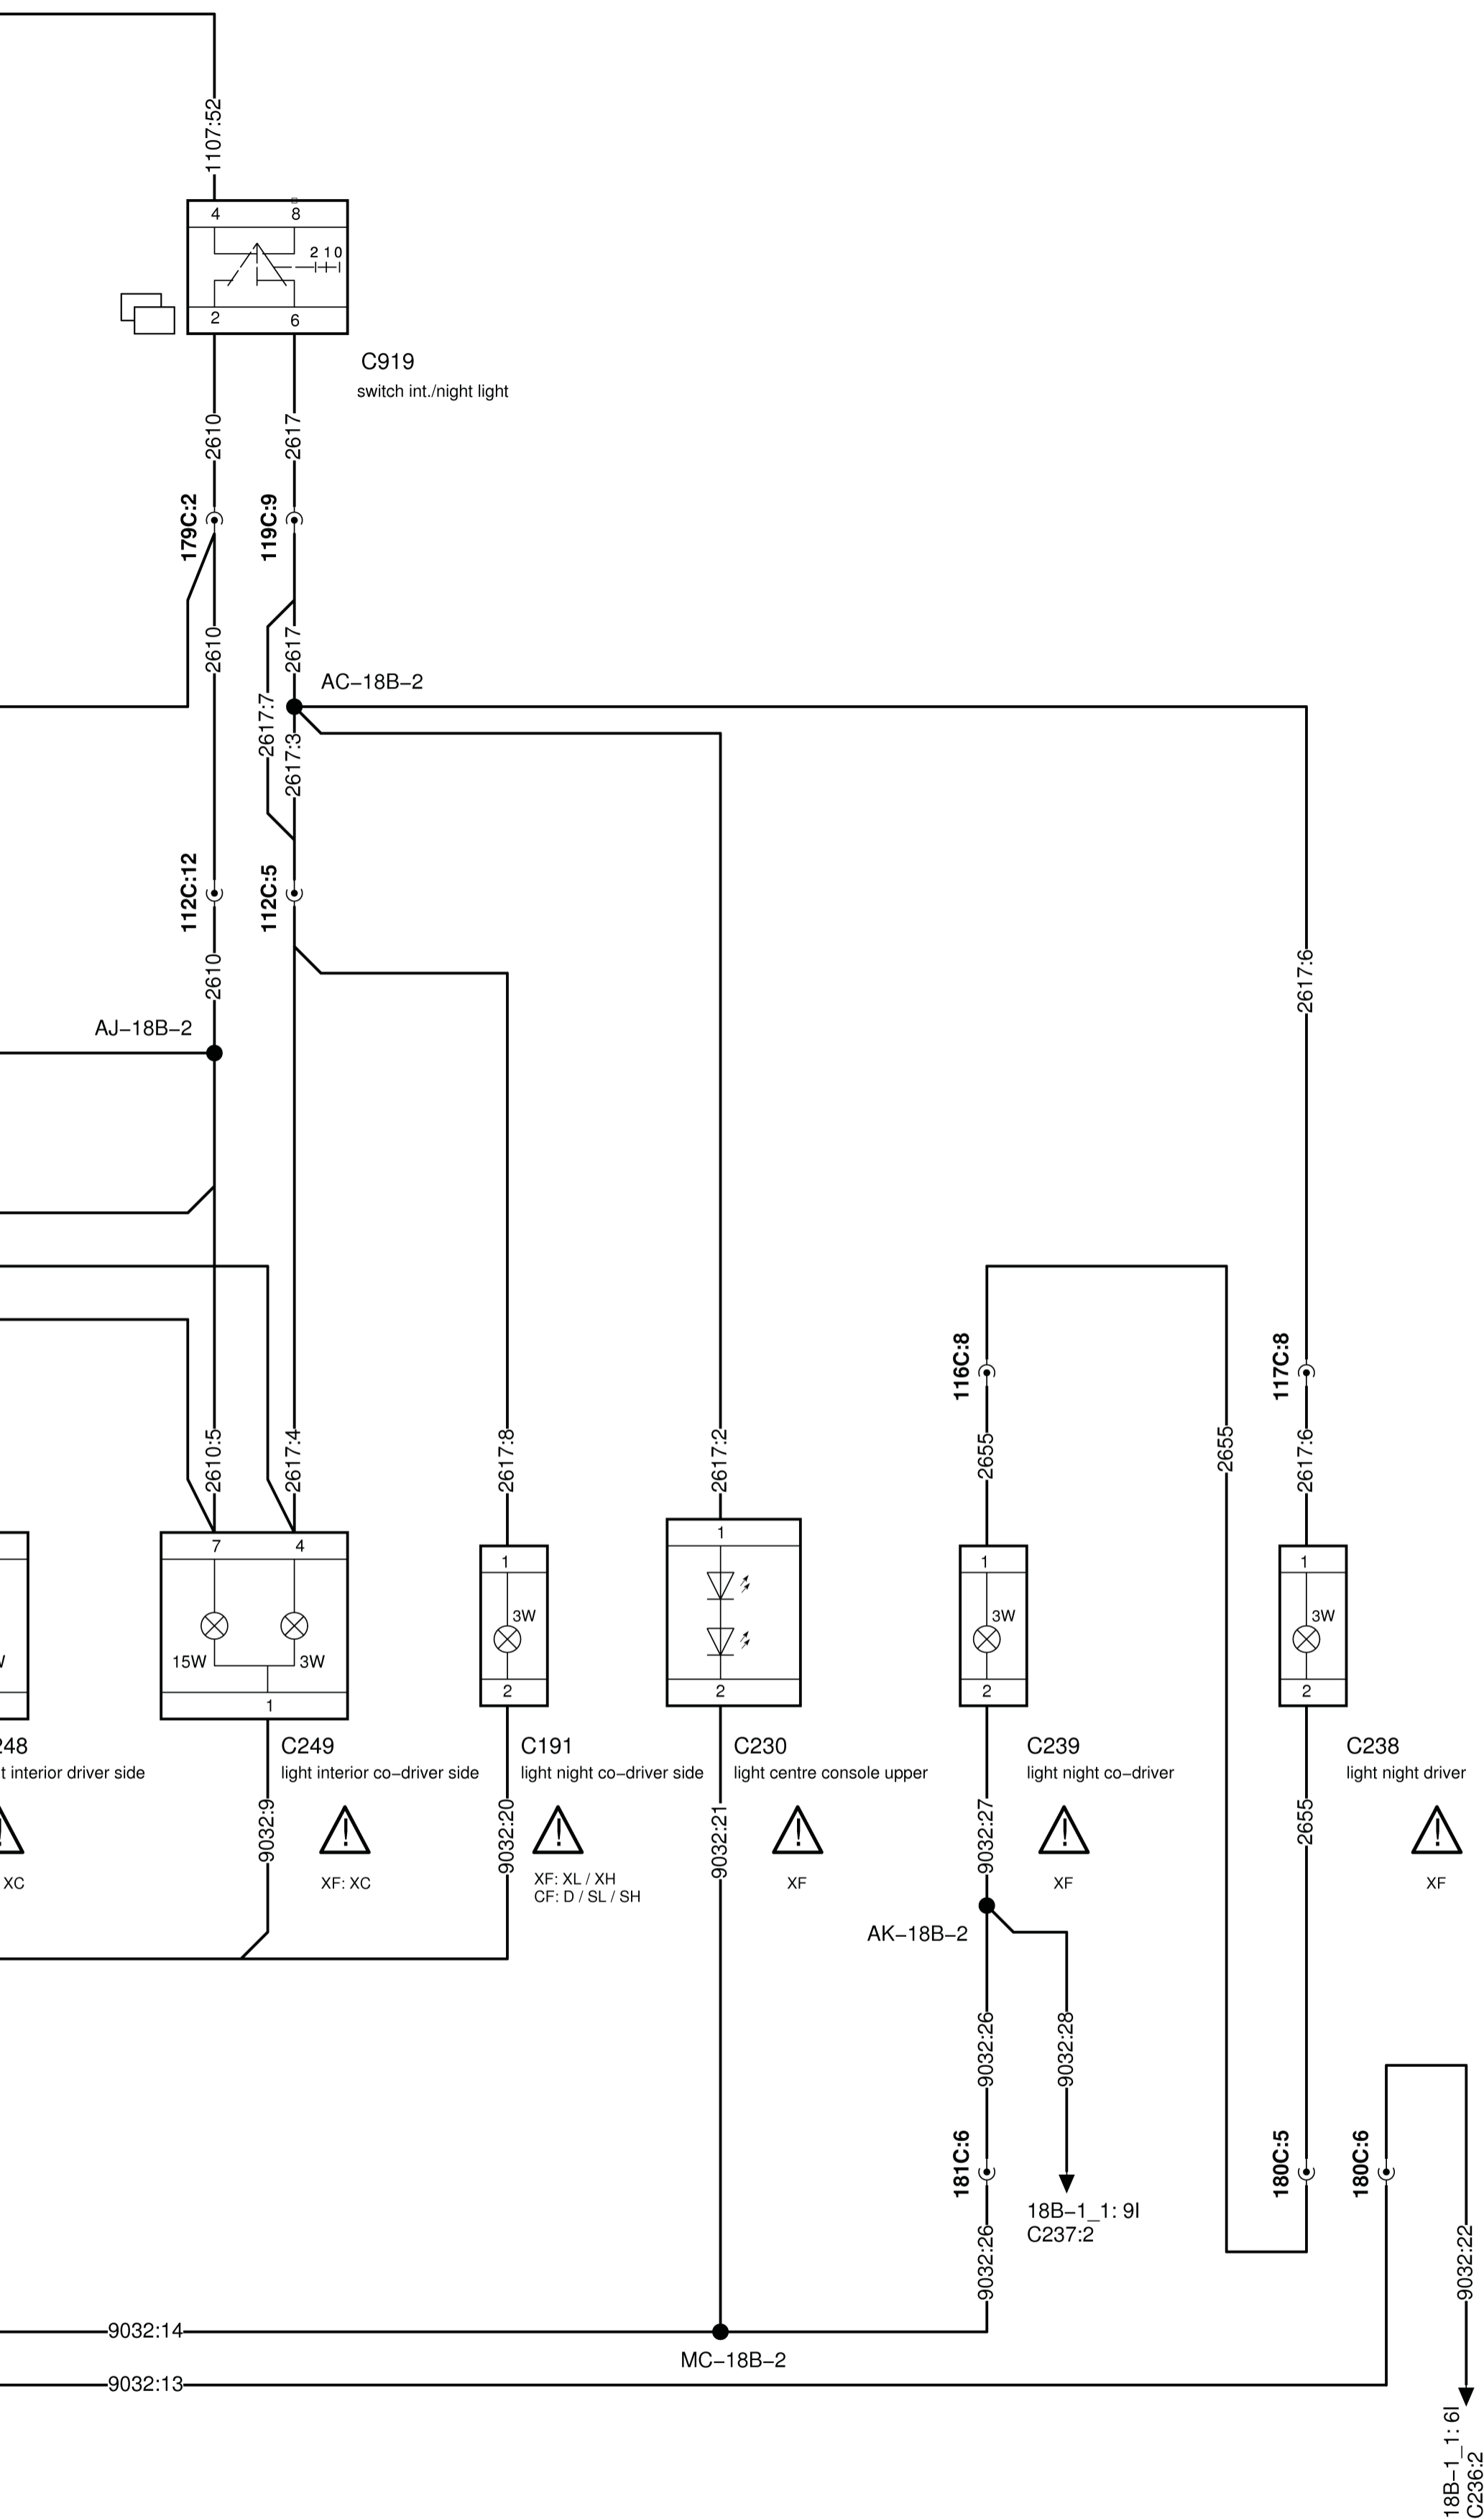 1107:52
4 8
2 1 0
2 6
C919
switch int./night light
2610
2617
179C:2
119C:9
2610
2617
AC-18B-2
2617:7
2617:3
112C:12
112C:5
2610
2617:6
AJ-18B-2
116C:8
117C:8
2610:5
2617:4
2617:8
2617:2
2655
2655
2617:6
7 4
1
1
1
1
3W
3W
3W
W
15W
3W
1
2
2
2
2
248
C249
C191
C230
C239
C238
t interior driver side
light interior co-driver side
light night co-driver side
light centre console upper
light night co-driver
light night driver
9032:9
9032:20
9032:21
9032:27
2655
!
!
!
!
!
!
XC
XF: XC
XF: XL / XH
CF: D / SL / SH
XF
XF
XF
AK-18B-2
9032:26
9032:28
181C:6
180C:5
180C:6
18B-1_1: 9I
C237:2
9032:26
9032:22
9032:14
MC-18B-2
9032:13
18B-1_1: 6I
C236:2